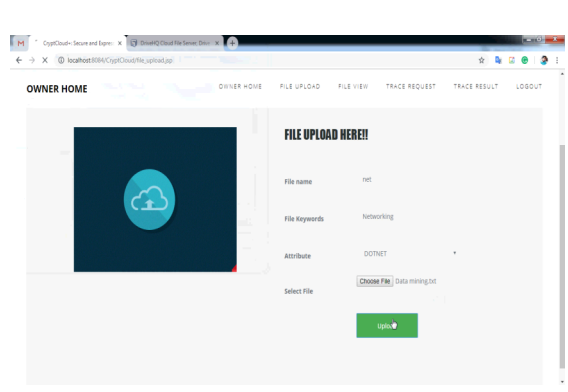 CryptCloud+: Secure and Expres
DriveHQ Cloud File Server, Drive
localhost:8084/CryptCloud/file_upload.jsp
OWNER HOME
OWNER HOME FILE UPLOAD FILE VIEW TRACE REQUEST TRACE RESULT LOGOUT
FILE UPLOAD HERE!!
File name net
File Keywords Networking
Attribute DOTNET
Select File Choose File Data mining.txt
Upload